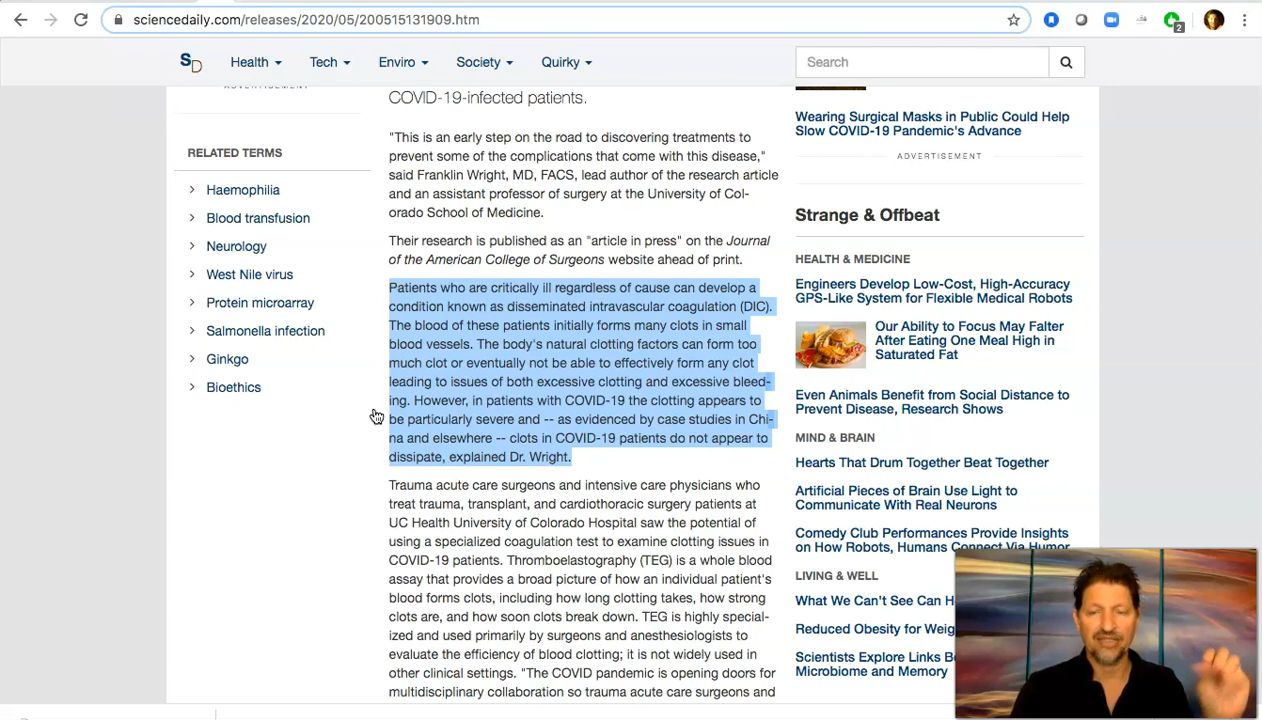 sciencedaily.com/releases/2020/05/200515131909.htm
2
SD
Health
Tech
Enviro
Society
Quirky
Search
ADVERTISEMENT
RELATED TERMS
Haemophilia
Blood transfusion
Neurology
West Nile virus
Protein microarray
Salmonella infection
Ginkgo
Bioethics
COVID-19-infected patients.
"This is an early step on the road to discovering treatments to
prevent some of the complications that come with this disease,"
said Franklin Wright, MD, FACS, lead author of the research article
and an assistant professor of surgery at the University of Col-
orado School of Medicine.
Their research is published as an "article in press" on the Journal
of the American College of Surgeons website ahead of print.
Patients who are critically ill regardless of cause can develop a
condition known as disseminated intravascular coagulation (DIC).
The blood of these patients initially forms many clots in small
blood vessels. The body's natural clotting factors can form too
much clot or eventually not be able to effectively form any clot
leading to issues of both excessive clotting and excessive bleed-
ing. However, in patients with COVID-19 the clotting appears to
be particularly severe and -- as evidenced by case studies in Chi-
na and elsewhere -- clots in COVID-19 patients do not appear to
dissipate, explained Dr. Wright.
Trauma acute care surgeons and intensive care physicians who
treat trauma, transplant, and cardiothoracic surgery patients at
UC Health University of Colorado Hospital saw the potential of
using a specialized coagulation test to examine clotting issues in
COVID-19 patients. Thromboelastography (TEG) is a whole blood
assay that provides a broad picture of how an individual patient's
blood forms clots, including how long clotting takes, how strong
clots are, and how soon clots break down. TEG is highly special-
ized and used primarily by surgeons and anesthesiologists to
evaluate the efficiency of blood clotting; it is not widely used in
other clinical settings. "The COVID pandemic is opening doors for
multidisciplinary collaboration so trauma acute care surgeons and
Wearing Surgical Masks in Public Could Help
Slow COVID-19 Pandemic's Advance
ADVERTISEMENT
Strange & Offbeat
HEALTH & MEDICINE
Engineers Develop Low-Cost, High-Accuracy
GPS-Like System for Flexible Medical Robots
Our Ability to Focus May Falter
After Eating One Meal High in
Saturated Fat
Even Animals Benefit from Social Distance to
Prevent Disease, Research Shows
MIND & BRAIN
Hearts That Drum Together Beat Together
Artificial Pieces of Brain Use Light to
Communicate With Real Neurons
Comedy Club Performances Provide Insights
on How Robots, Humans Connect Via Humor
LIVING & WELL
What We Can't See Can H
Reduced Obesity for Weig
Scientists Explore Links Be
Microbiome and Memory